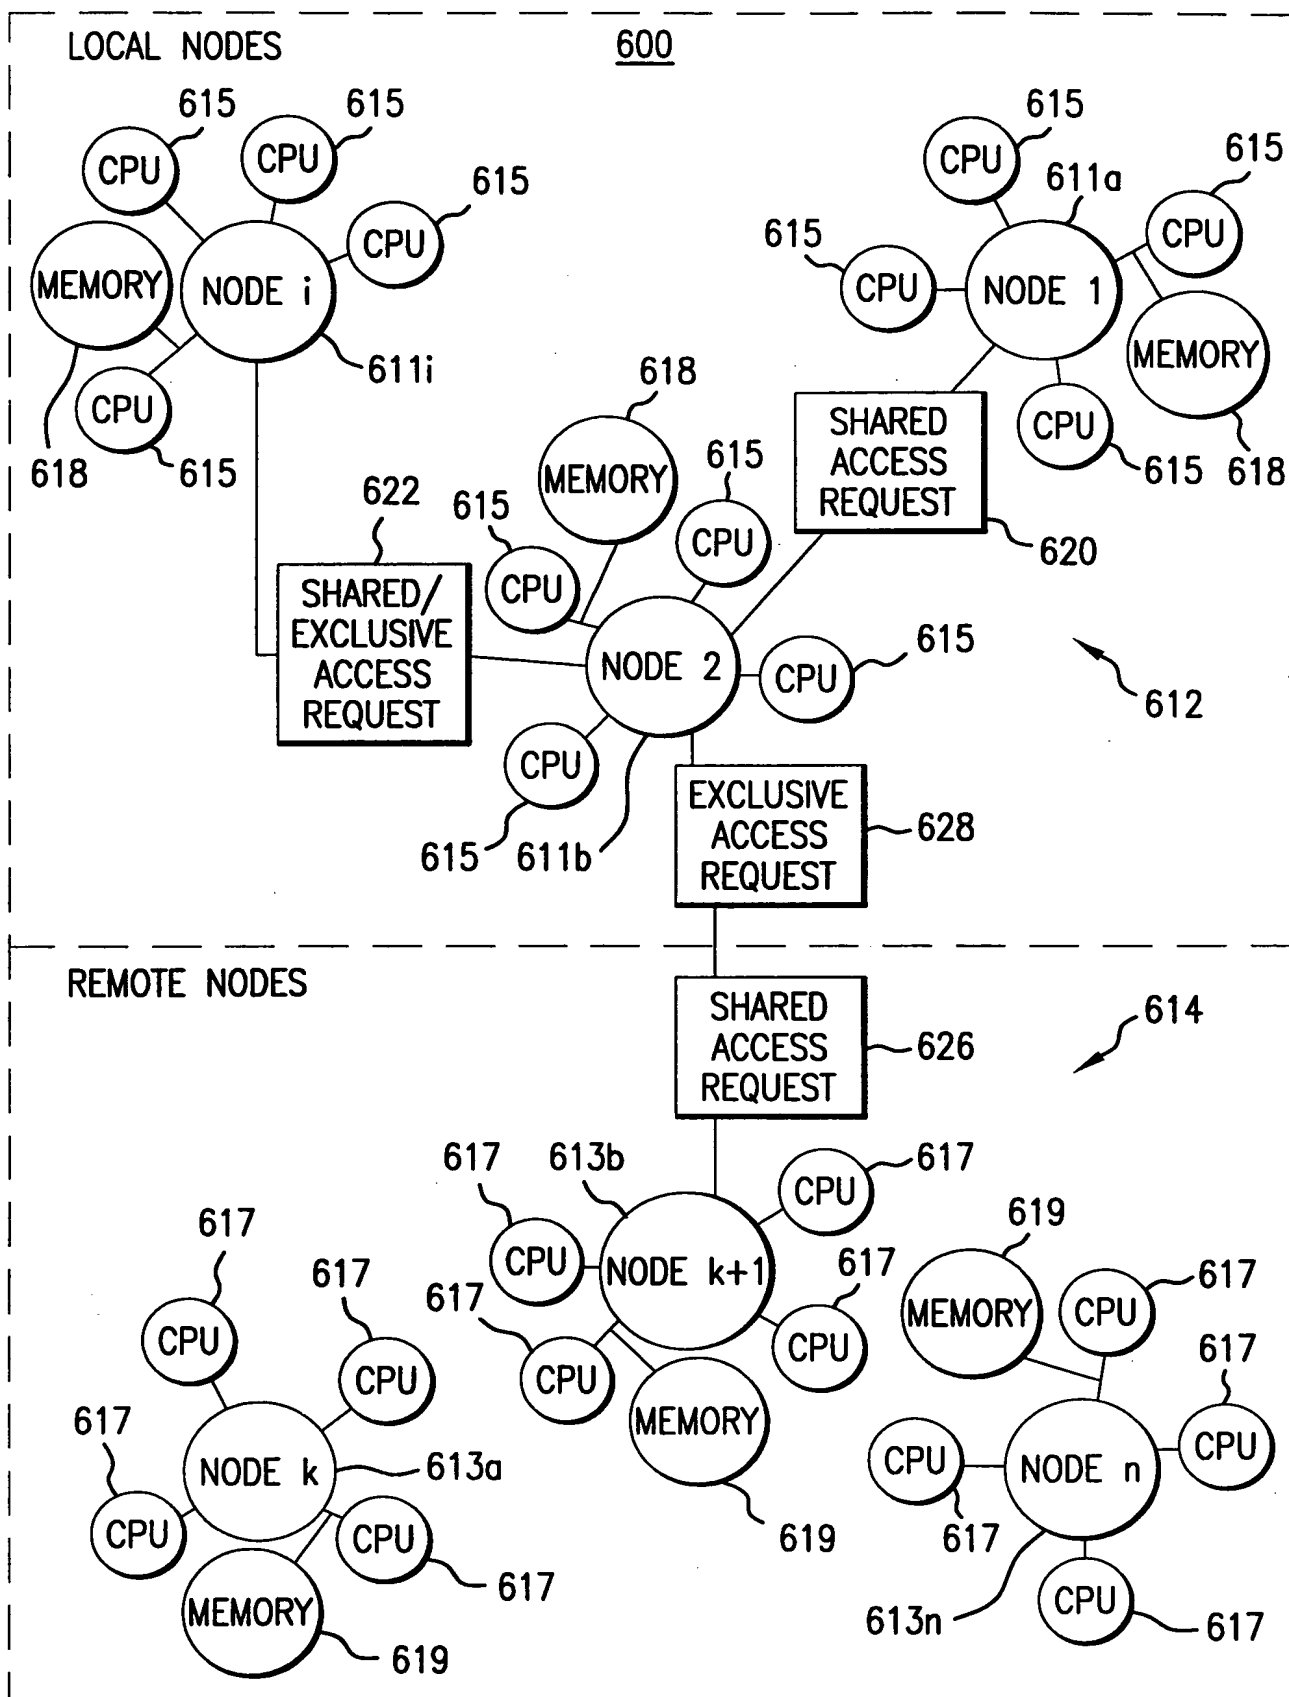 LOCAL NODES
600
615
615
615
615
615
611a
615
CPU
CPU
CPU
CPU
CPU
CPU
MEMORY
NODE i
NODE 1
MEMORY
611i
CPU
CPU
618
615
615
618
SHARED
ACCESS
REQUEST
620
618
MEMORY
615
615
622
CPU
CPU
SHARED/
EXCLUSIVE
ACCESS
REQUEST
NODE 2
CPU
615
612
CPU
615
611b
EXCLUSIVE
ACCESS
REQUEST
628
REMOTE NODES
SHARED
ACCESS
REQUEST
626
614
617
613b
617
CPU
CPU
NODE k+1
617
617
CPU
CPU
MEMORY
619
617
617
CPU
CPU
617
NODE k
613a
CPU
CPU
617
MEMORY
619
619
MEMORY
617
CPU
617
CPU
CPU
NODE n
617
613n
CPU
617